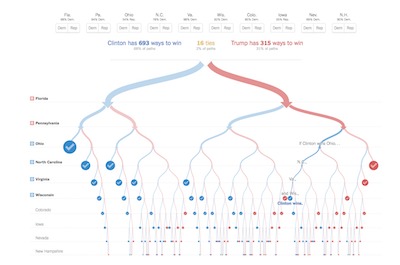 Fla. Pa. Ohio N.C. Va. Wis. Colo. Iowa Nev. N.H.
Dem Rep Dem Rep Dem Rep Dem Rep Dem Rep Dem Rep Dem Rep Dem Rep Dem Rep Dem Rep
Clinton has 693 ways to win 16 ties Trump has 315 ways to win
Florida
Pennsylvania
If Clinton wins Ohio...
Ohio
North Carolina
Virginia
and Wis.
Wisconsin
Clinton wins.
Colorado
Iowa
Nevada
New Hampshire